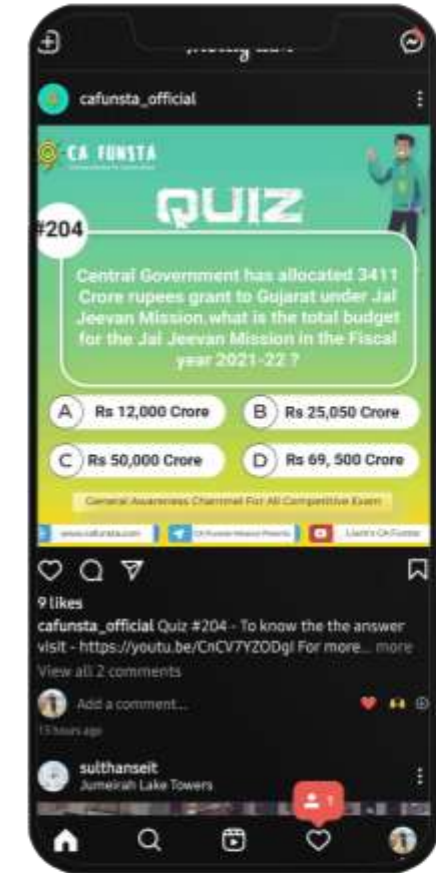 cafunsta_official
CA FUNSTA
QUIZ
#204
Central Government has allocated 3411
Crore rupees grant to Gujarat under Jal
Jeevan Mission,what is the total budget
for the Jal Jeevan Mission in the Fiscal
year 2021-22 ?
A Rs 12,000 Crore
B Rs 25,050 Crore
C Rs 50,000 Crore
D Rs 69, 500 Crore
General Awareness Channel For All Competitive Exam
www.cafunsta.com
9 likes
cafunsta_official Quiz #204 - To know the the answer
visit - https://youtu.be/CnCV7YZODgI For more... more
View all 2 comments
Add a comment...
13 hours ago
sulthanseit
Jumeirah Lake Towers
1